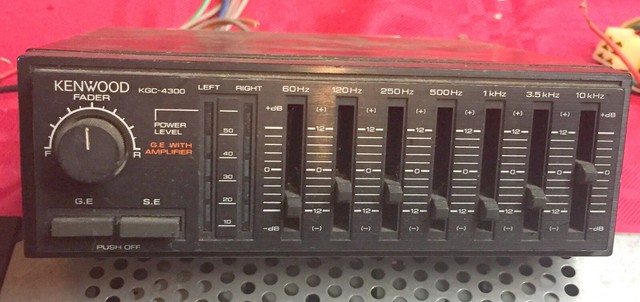 KENWOOD KGC-4300
FADER
F R
POWER
LEVEL
G.E WITH
AMPLIFIER
G.E S.E
PUSH OFF
LEFT RIGHT
50
40
30
20
10
60Hz 120Hz 250Hz 500Hz 1kHz 3.5kHz 10kHz
+dB (+) (+) (+) (+) (+) (+) +dB
12 12 12 12 12 12
0 0 0 0 0 0 0 0
12 12 12 12 12 12
-dB (-) (-) (-) (-) (-) (-) -dB